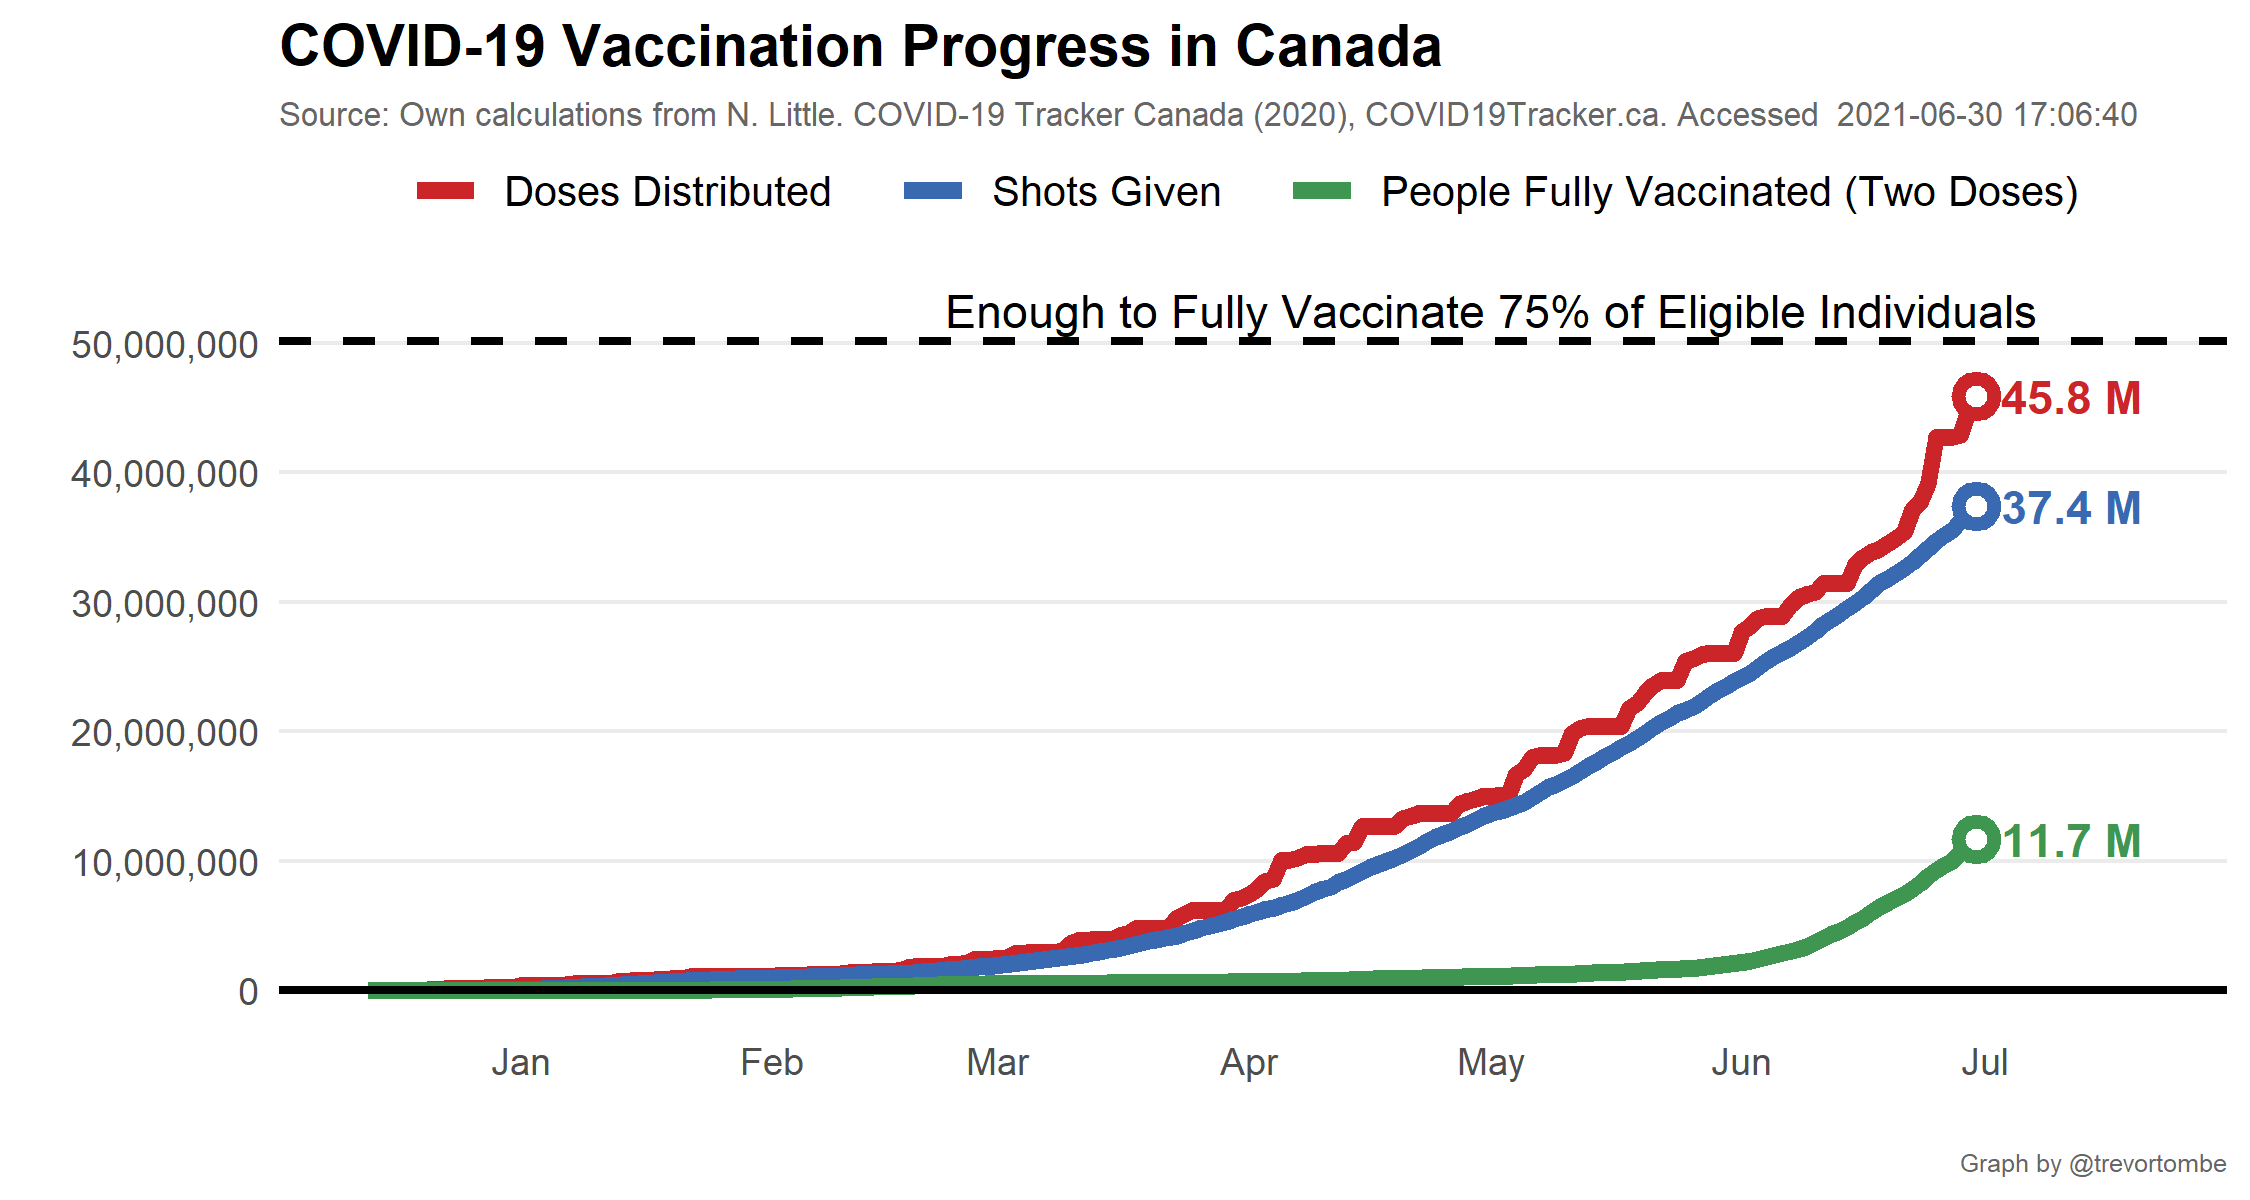 COVID-19 Vaccination Progress in Canada
Source: Own calculations from N. Little. COVID-19 Tracker Canada (2020), COVID19Tracker.ca. Accessed  2021-06-30 17:06:40
Doses Distributed
Shots Given
People Fully Vaccinated (Two Doses)
Enough to Fully Vaccinate 75% of Eligible Individuals
50,000,000
45.8 M
40,000,000
37.4 M
30,000,000
20,000,000
11.7 M
10,000,000
0
Jan
Feb
Mar
Apr
May
Jun
Jul
Graph by @trevortombe